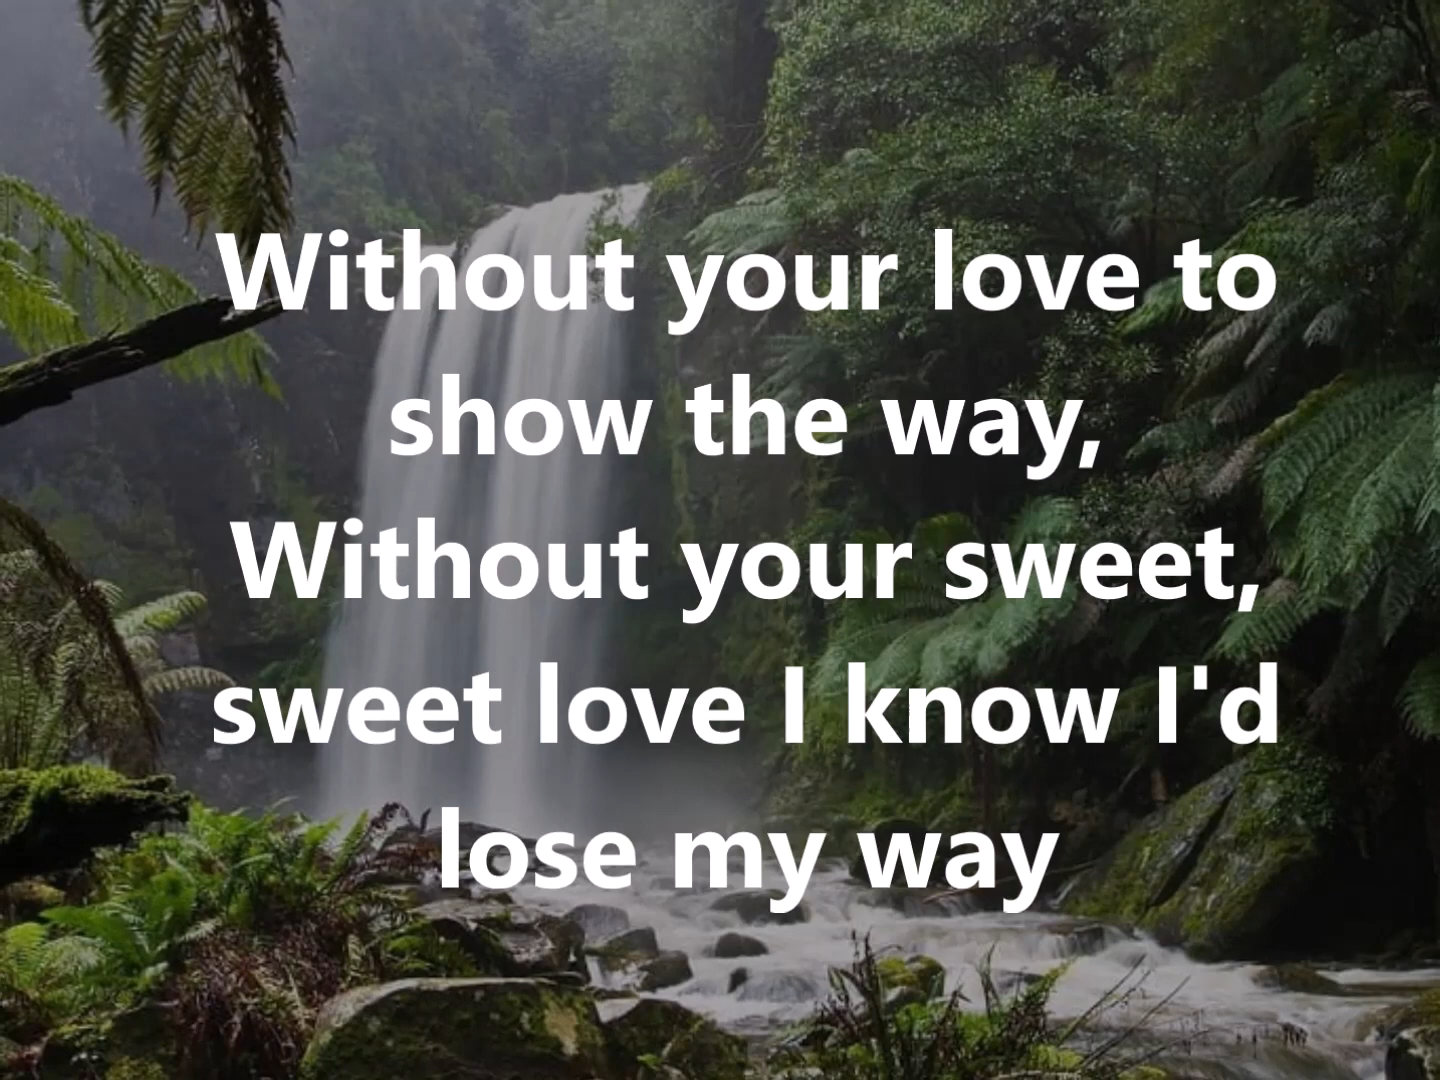 Without your love to
show the way,
Without your sweet,
sweet love I know I'd
lose my way